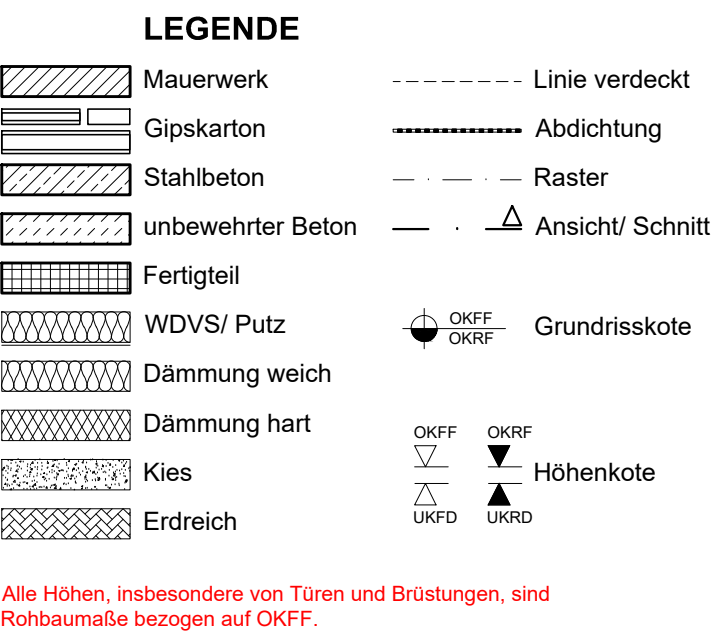 LEGENDE
Mauerwerk
Gipskarton
Stahlbeton
unbewehrter Beton
Fertigteil
WDVS/ Putz
Dämmung weich
Dämmung hart
Kies
Erdreich
Linie verdeckt
Abdichtung
Raster
Ansicht/ Schnitt
OKFF
OKRF
Grundrisskote
OKFF OKRF
Höhenkote
UKFD UKRD
Alle Höhen, insbesondere von Türen und Brüstungen, sind
Rohbaumaße bezogen auf OKFF.